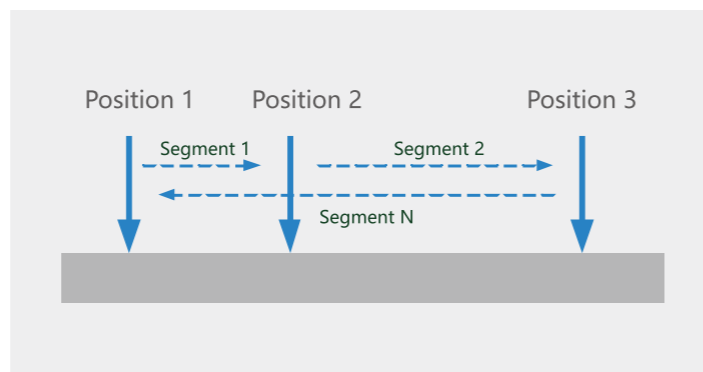 Position 1
Position 2
Position 3
Segment 1
Segment 2
Segment N